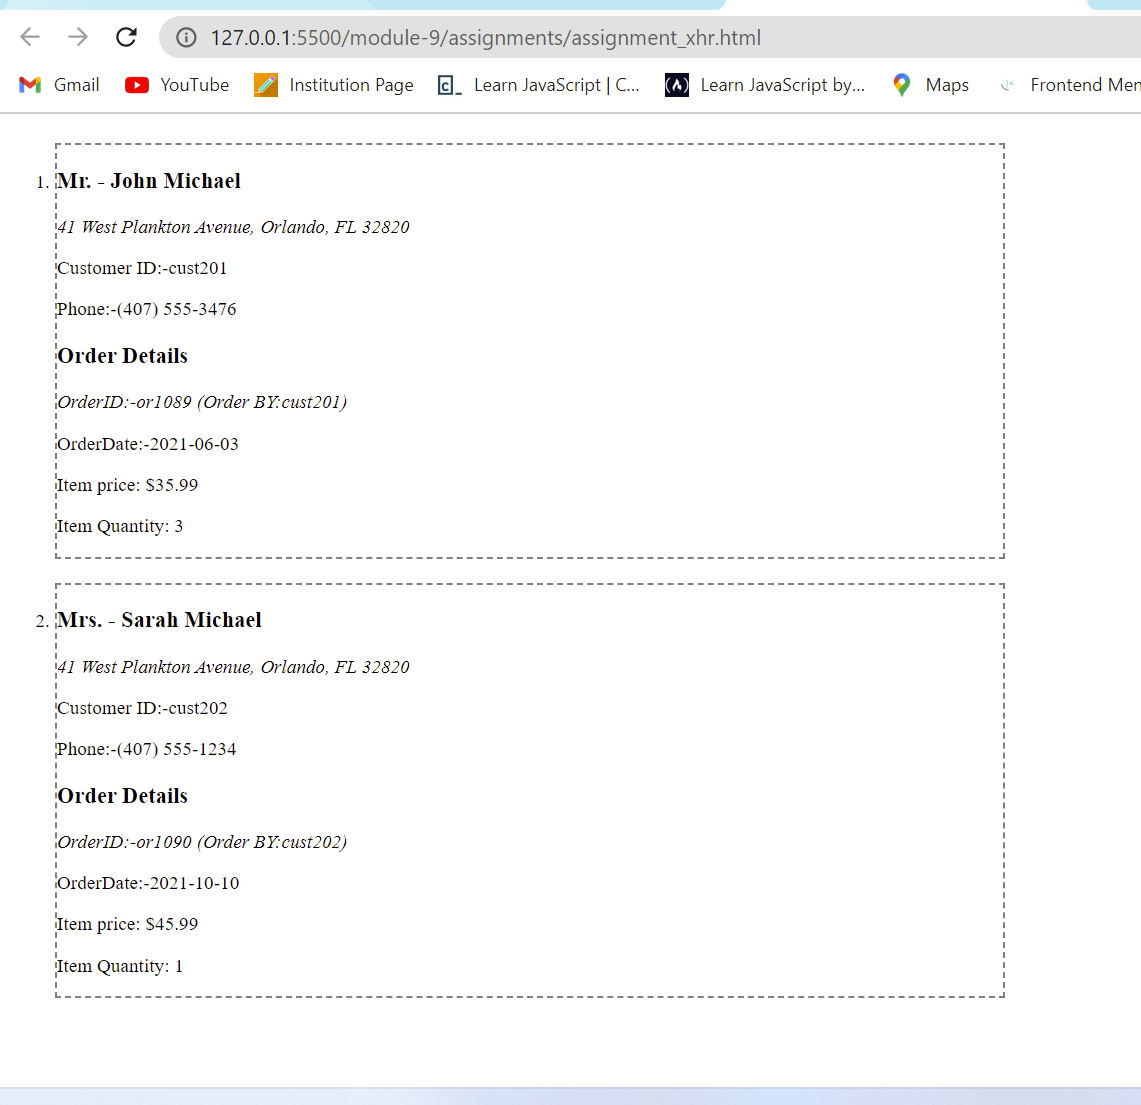 127.0.0.1:5500/module-9/assignments/assignment_xhr.html
Gmail YouTube Institution Page Learn JavaScript | C... Learn JavaScript by... Maps Frontend Men
1. Mr. - John Michael
41 West Plankton Avenue, Orlando, FL 32820
Customer ID:-cust201
Phone:-(407) 555-3476
Order Details
OrderID:-or1089 (Order BY:cust201)
OrderDate:-2021-06-03
Item price: $35.99
Item Quantity: 3
2. Mrs. - Sarah Michael
41 West Plankton Avenue, Orlando, FL 32820
Customer ID:-cust202
Phone:-(407) 555-1234
Order Details
OrderID:-or1090 (Order BY:cust202)
OrderDate:-2021-10-10
Item price: $45.99
Item Quantity: 1